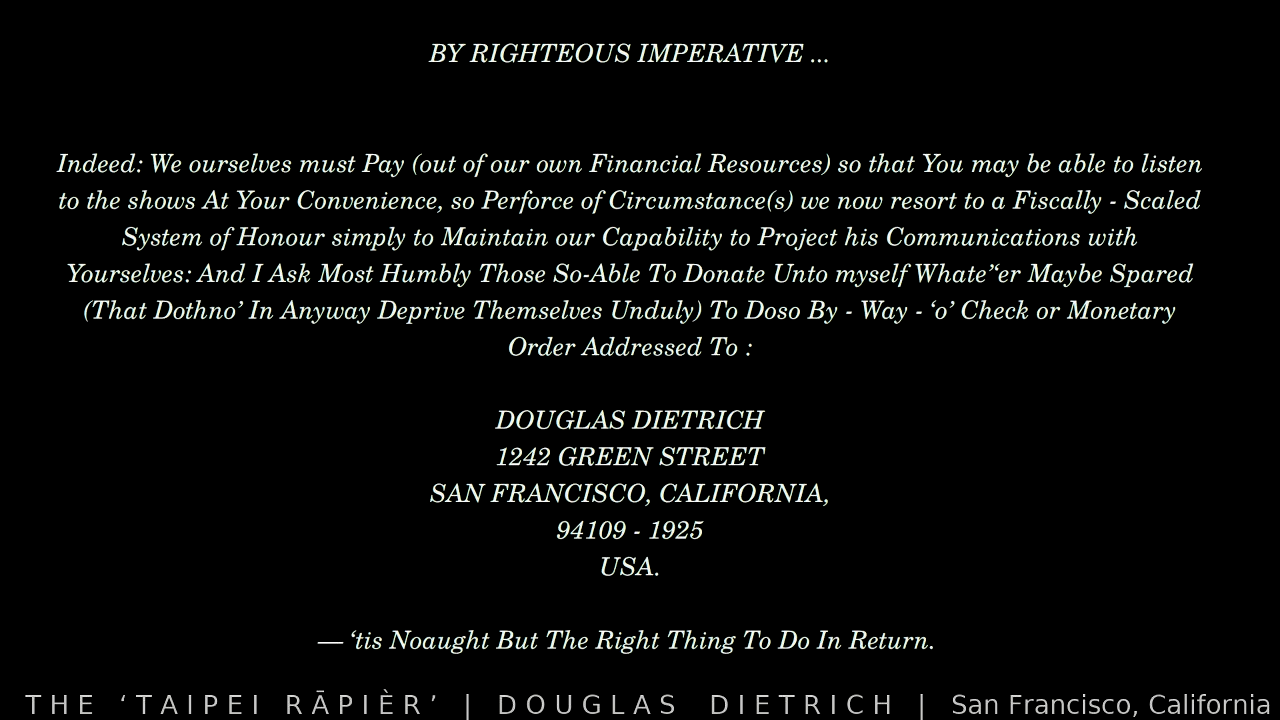 BY RIGHTEOUS IMPERATIVE ...
Indeed: We ourselves must Pay (out of our own Financial Resources) so that You may be able to listen
to the shows At Your Convenience, so Perforce of Circumstance(s) we now resort to a Fiscally - Scaled
System of Honour simply to Maintain our Capability to Project his Communications with
Yourselves: And I Ask Most Humbly Those So-Able To Donate Unto myself Whate”er Maybe Spared
(That Dothno’ In Anyway Deprive Themselves Unduly) To Doso By - Way - ‘o’ Check or Monetary
Order Addressed To :
DOUGLAS DIETRICH
1242 GREEN STREET
SAN FRANCISCO, CALIFORNIA,
94109 - 1925
USA.
— ‘tis Noaught But The Right Thing To Do In Return.
THE ‘TAIPEI RĀPIÈR’ | DOUGLAS DIETRICH | San Francisco, California